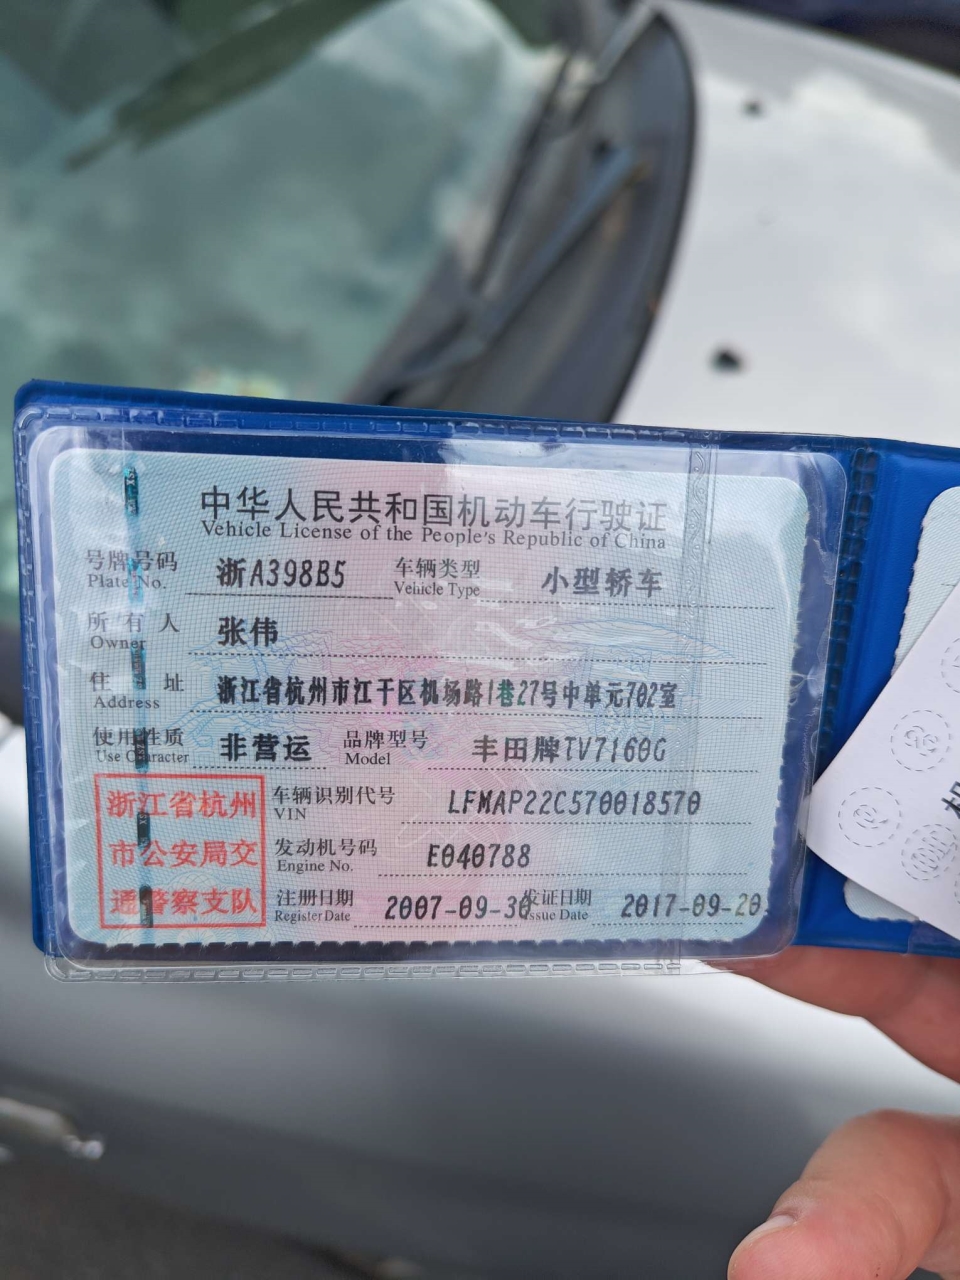 中华人民共和国机动车行驶证
Vehicle License of the People's Republic of China
号牌号码 浙A398B5 车辆类型 小型轿车
Plate No. Vehicle Type
所有人 张伟
Owner
住址 浙江省杭州市江干区机场路1巷27号中单元702室
Address
使用性质 非营运 品牌型号 丰田牌TV7160G
Use Character Model
浙江省杭州
市公安局交
通警察支队
车辆识别代号 LFMAP22C570018570
VIN
发动机号码 E040788
Engine No.
注册日期 2007-09-30 发证日期 2017-09-20
Register Date Issue Date